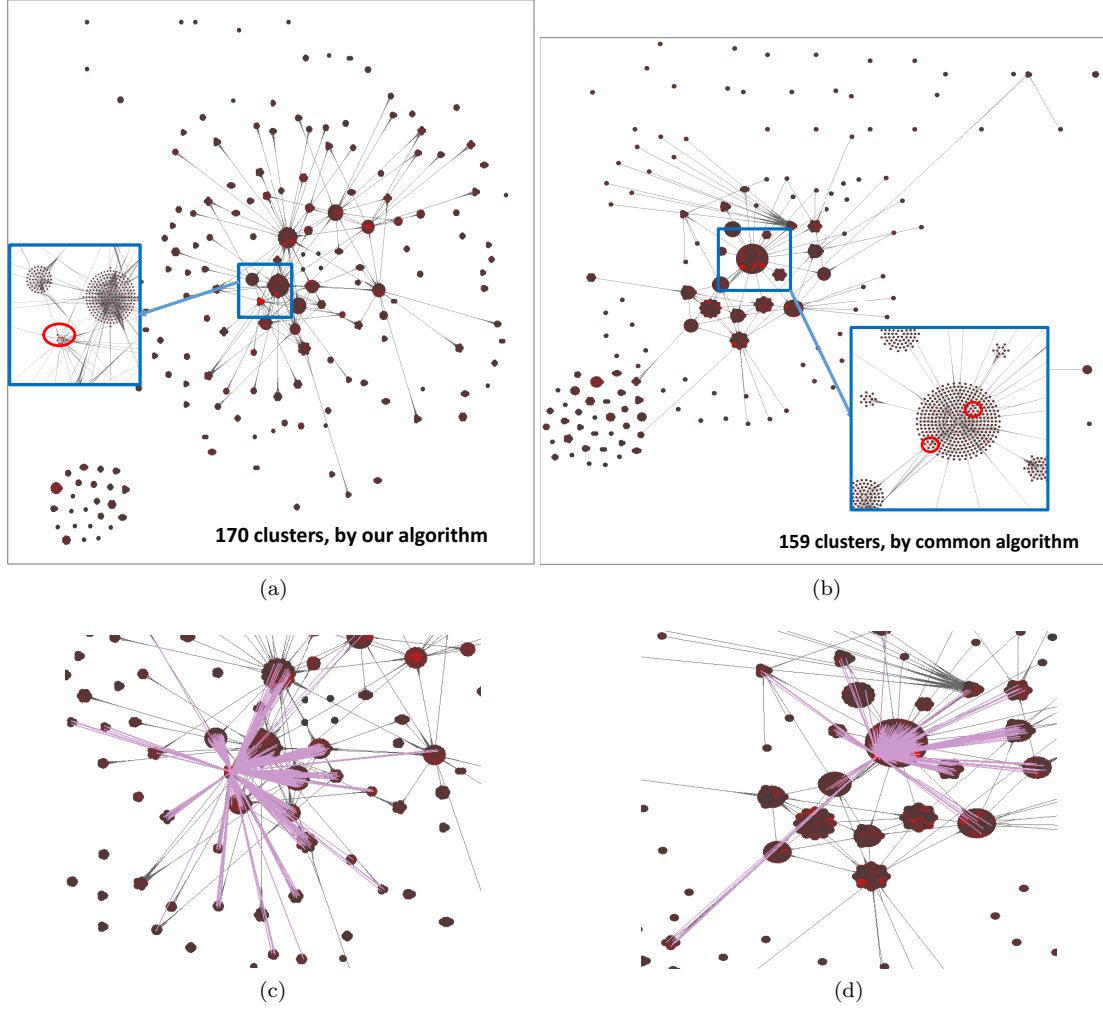 170 clusters, by our algorithm
159 clusters, by common algorithm
(a)
(b)
(c)
(d)